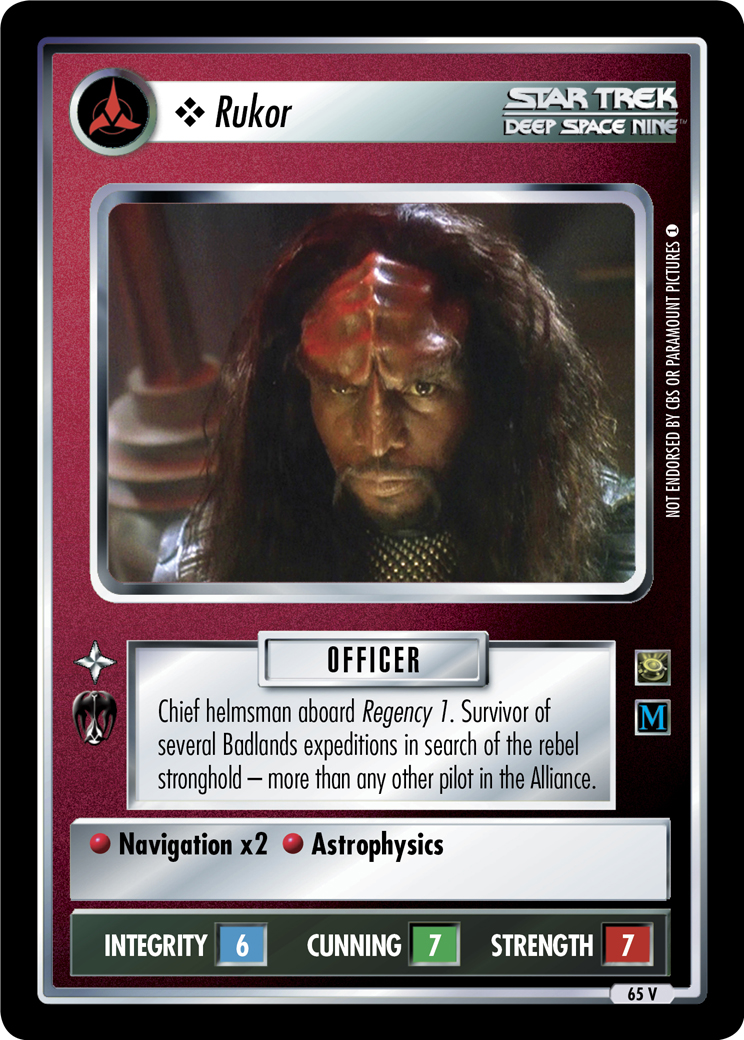 ❖ Rukor
STAR TREK
DEEP SPACE NINE™
NOT ENDORSED BY CBS OR PARAMOUNT PICTURES 1
OFFICER
Chief helmsman aboard Regency 1. Survivor of
several Badlands expeditions in search of the rebel
stronghold – more than any other pilot in the Alliance.
M
Navigation x2 Astrophysics
INTEGRITY 6 CUNNING 7 STRENGTH 7
65 V